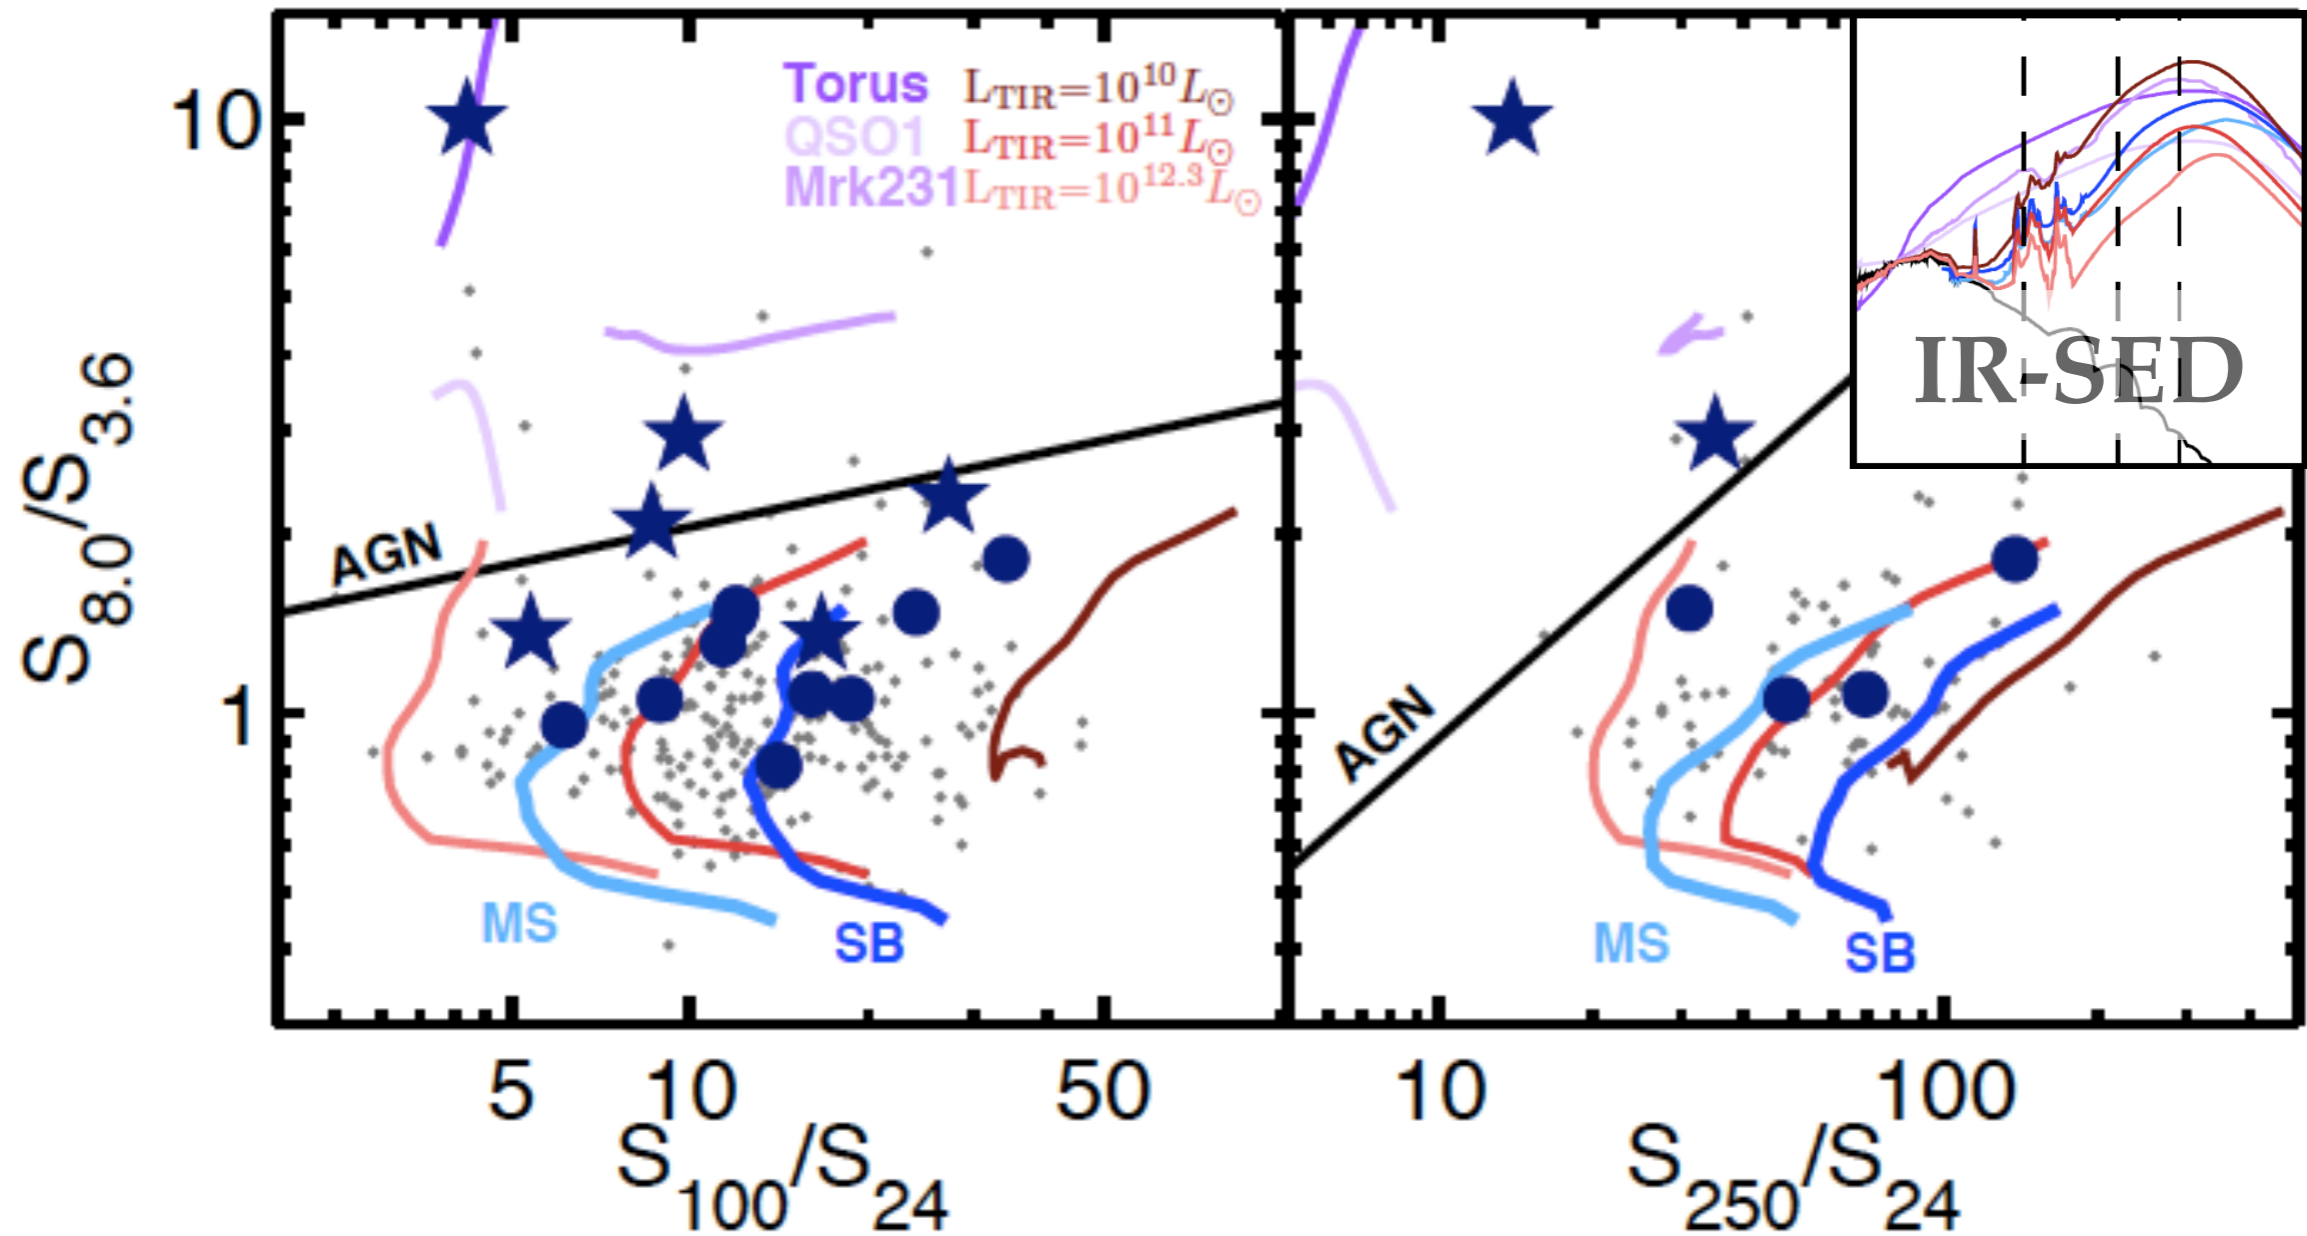 Torus L_TIR=10^10 L_⊙
QSO1 L_TIR=10^11 L_⊙
Mrk231 L_TIR=10^12.3 L_⊙
IR-SED
10
1
S_8.0/S_3.6
AGN
AGN
MS
SB
MS
SB
5 10 50
10 100
S_100/S_24
S_250/S_24